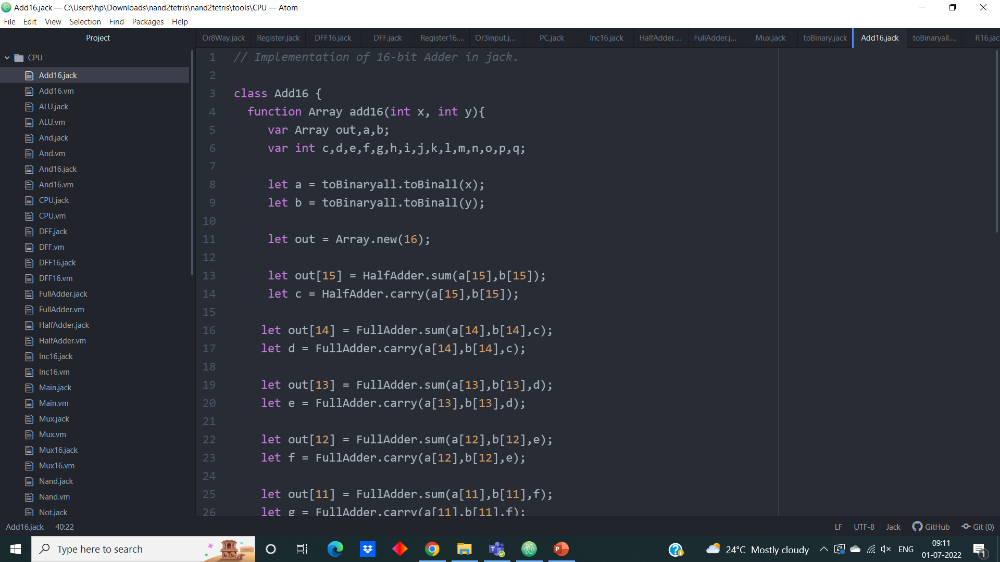 Add16.jack — C:\Users\hp\Downloads\nand2tetris\nand2tetris\tools\CPU — Atom
File Edit View Selection Find Packages Help
Project
Or8Way.jack Register.jack DFF16.jack DFF.jack Register16.... Or3input.j... PC.jack Inc16.jack HalfAdder.... FullAdder.j... Mux.jack toBinary.jack Add16.jack toBinaryall.... R16.jac
CPU
Add16.jack
Add16.vm
ALU.jack
ALU.vm
And.jack
And.vm
And16.jack
And16.vm
CPU.jack
CPU.vm
DFF.jack
DFF.vm
DFF16.jack
DFF16.vm
FullAdder.jack
FullAdder.vm
HalfAdder.jack
HalfAdder.vm
Inc16.jack
Inc16.vm
Main.jack
Main.vm
Mux.jack
Mux.vm
Mux16.jack
Mux16.vm
Nand.jack
Nand.vm
Not.jack
1 // Implementation of 16-bit Adder in jack.
2
3 class Add16 {
4 function Array add16(int x, int y){
5 var Array out,a,b;
6 var int c,d,e,f,g,h,i,j,k,l,m,n,o,p,q;
7
8 let a = toBinaryall.toBinall(x);
9 let b = toBinaryall.toBinall(y);
10
11 let out = Array.new(16);
12
13 let out[15] = HalfAdder.sum(a[15],b[15]);
14 let c = HalfAdder.carry(a[15],b[15]);
15
16 let out[14] = FullAdder.sum(a[14],b[14],c);
17 let d = FullAdder.carry(a[14],b[14],c);
18
19 let out[13] = FullAdder.sum(a[13],b[13],d);
20 let e = FullAdder.carry(a[13],b[13],d);
21
22 let out[12] = FullAdder.sum(a[12],b[12],e);
23 let f = FullAdder.carry(a[12],b[12],e);
24
25 let out[11] = FullAdder.sum(a[11],b[11],f);
26 let g = FullAdder.carry(a[11],b[11],f);
Add16.jack 40:22 LF UTF-8 Jack GitHub Git (0)
Type here to search
24°C Mostly cloudy ENG
09:11
01-07-2022
1